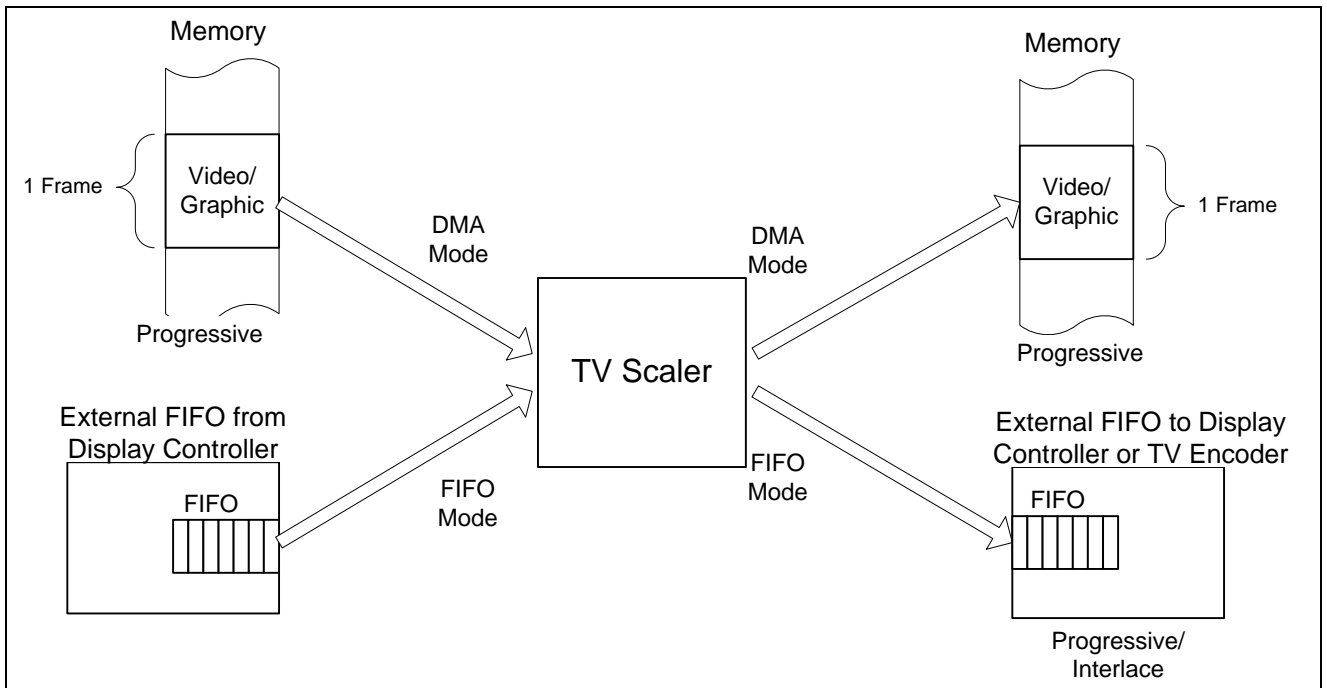 Memory
Video/
Graphic
1 Frame
Progressive
DMA
Mode
External FIFO from
Display Controller
FIFO
FIFO
Mode
TV Scaler
DMA
Mode
Memory
Video/
Graphic
1 Frame
Progressive
FIFO
Mode
External FIFO to Display
Controller or TV Encoder
FIFO
Progressive/
Interlace